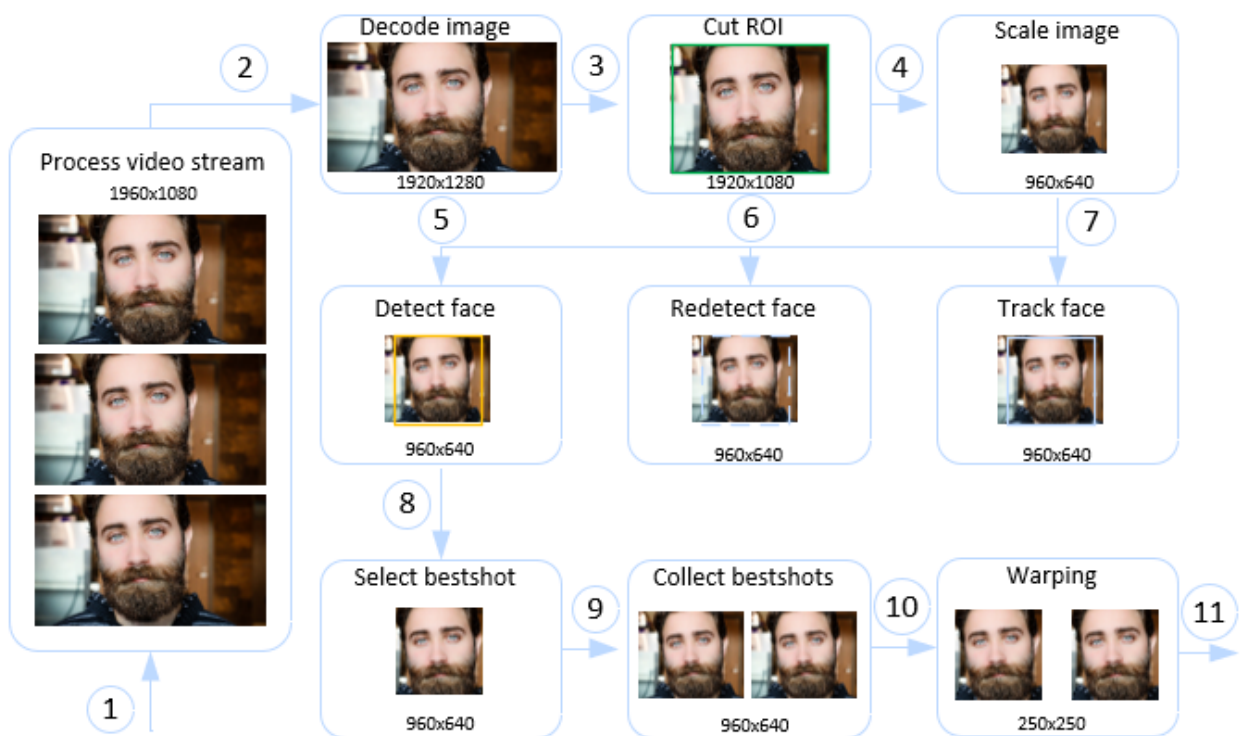 Decode image
Cut ROI
Scale image
2
3
4
Process video stream
1960x1080
1920x1280
1920x1080
960x640
5
6
7
Detect face
Redetect face
Track face
960x640
960x640
960x640
8
Select bestshot
Collect bestshots
Warping
9
10
11
960x640
960x640
250x250
1